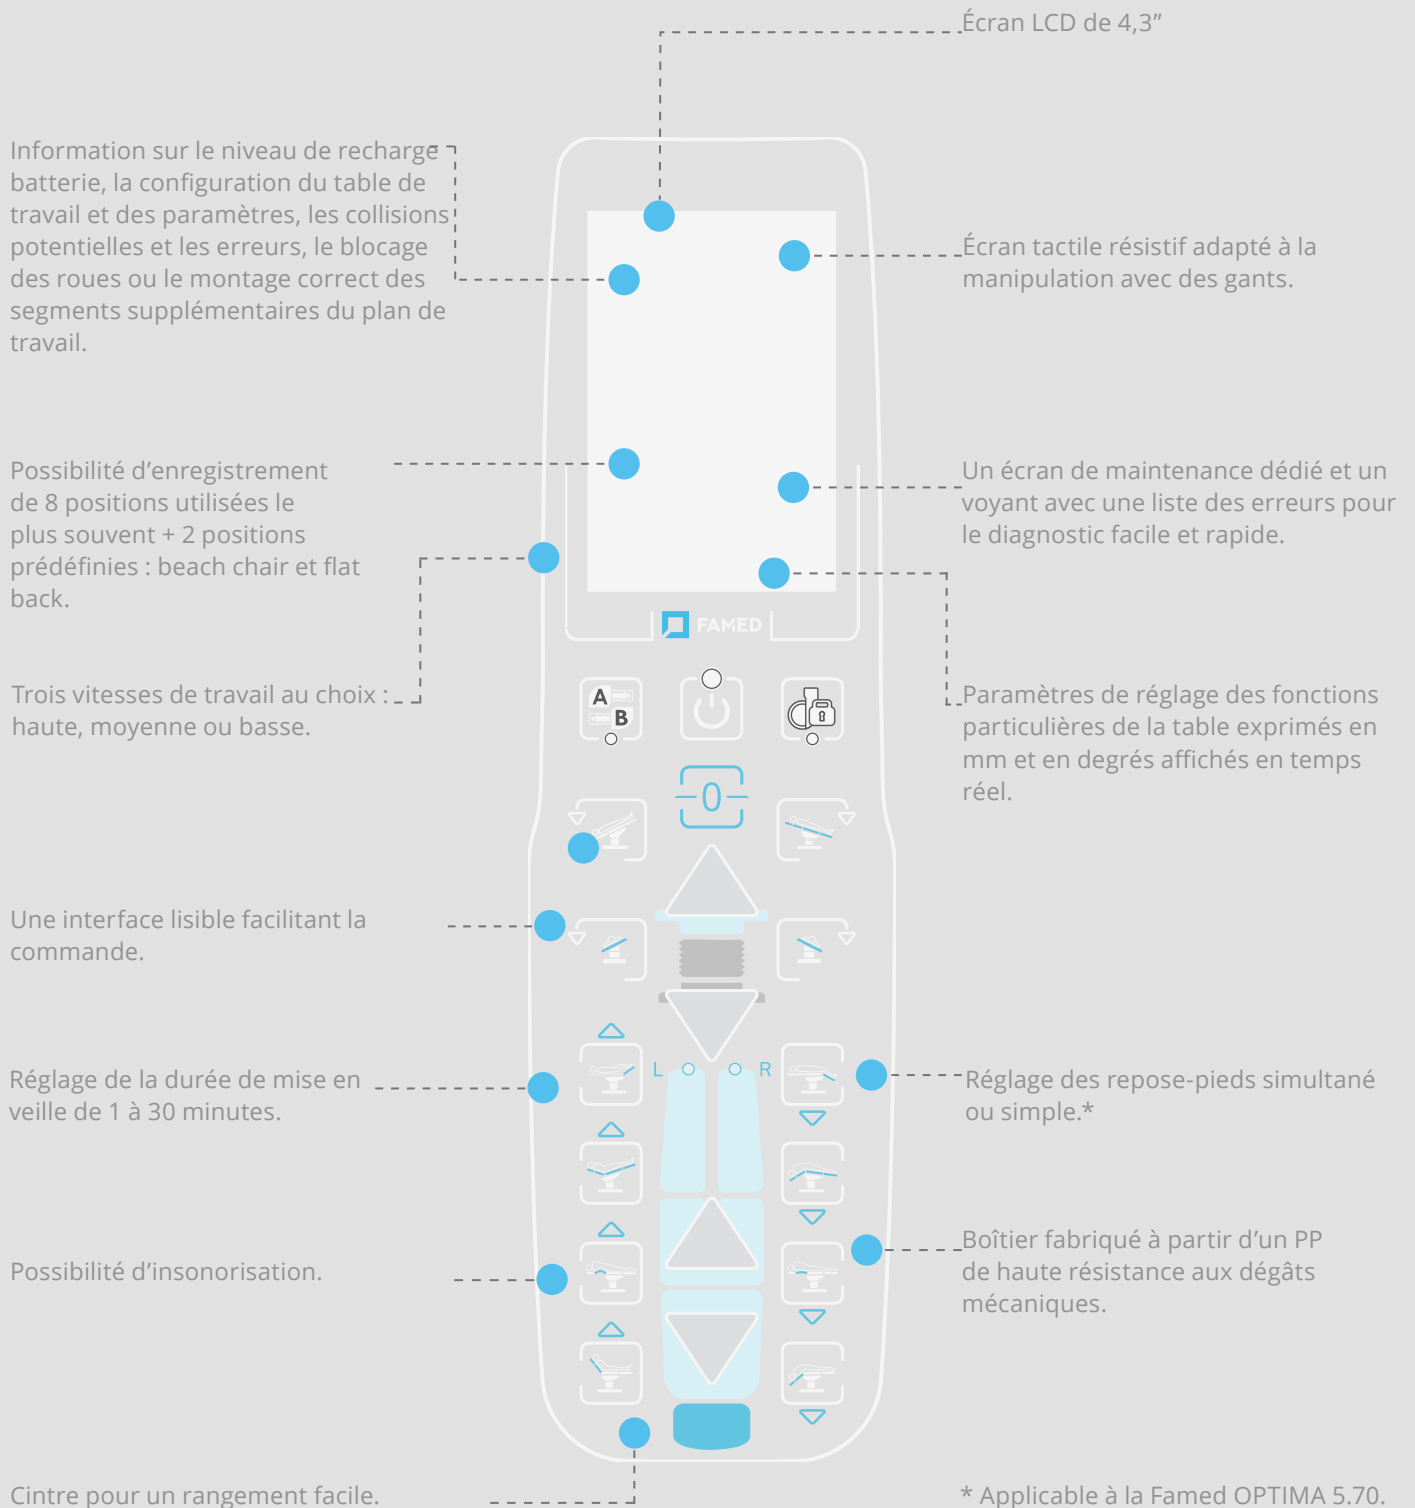 Écran LCD de 4,3”
Information sur le niveau de recharge
batterie, la configuration du table de
travail et des paramètres, les collisions
potentielles et les erreurs, le blocage
des roues ou le montage correct des
segments supplémentaires du plan de
travail.
Écran tactile résistif adapté à la
manipulation avec des gants.
Possibilité d’enregistrement
de 8 positions utilisées le
plus souvent + 2 positions
prédéfinies : beach chair et flat
back.
Un écran de maintenance dédié et un
voyant avec une liste des erreurs pour
le diagnostic facile et rapide.
FAMED
Trois vitesses de travail au choix :
haute, moyenne ou basse.
A
B
Paramètres de réglage des fonctions
particulières de la table exprimés en
mm et en degrés affichés en temps
réel.
0
Une interface lisible facilitant la
commande.
Réglage de la durée de mise en
veille de 1 à 30 minutes.
L
R
Réglage des repose-pieds simultané
ou simple.*
Possibilité d’insonorisation.
Boîtier fabriqué à partir d’un PP
de haute résistance aux dégâts
mécaniques.
Cintre pour un rangement facile.
* Applicable à la Famed OPTIMA 5.70.